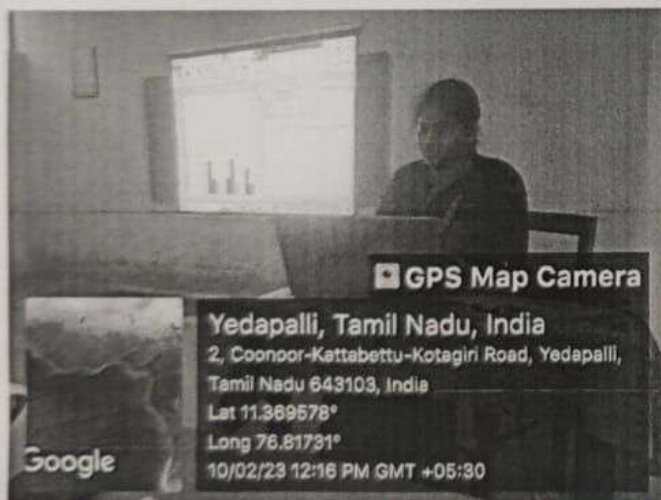 GPS Map Camera
Yedapalli, Tamil Nadu, India
2, Coonoor-Kattabettu-Kotagiri Road, Yedapalli,
Tamil Nadu 643103, India
Lat 11.369578°
Long 76.81731°
10/02/23 12:16 PM GMT +05:30
Google